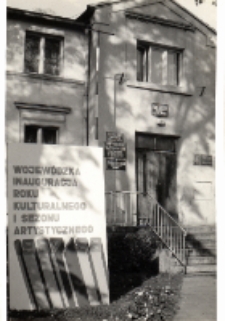 WOJEWÓDZKA
INAUGURACJA
ROKU
KULTURALNEGO
I SEZONU
ARTYSTYCZNEGO